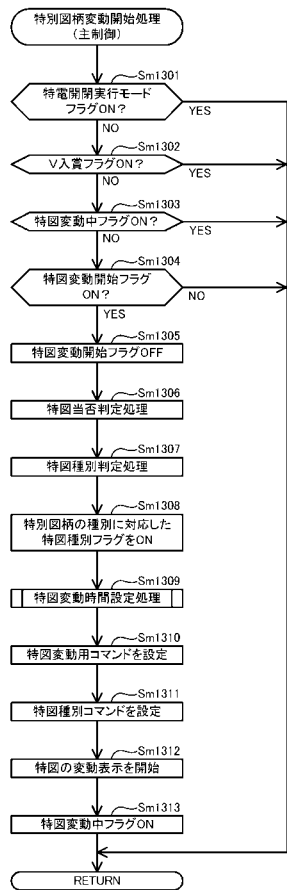 特別図柄変動開始処理
(主制御)
Sm1301
特電開閉実行モード
フラグON?
YES
NO
Sm1302
V入賞フラグON?
YES
NO
Sm1303
特図変動中フラグON?
YES
NO
Sm1304
特図変動開始フラグ
ON?
NO
YES
Sm1305
特図変動開始フラグOFF
Sm1306
特図当否判定処理
Sm1307
特図種別判定処理
Sm1308
特別図柄の種別に対応した
特図種別フラグをON
Sm1309
特図変動時間設定処理
Sm1310
特図変動用コマンドを設定
Sm1311
特図種別コマンドを設定
Sm1312
特図の変動表示を開始
Sm1313
特図変動中フラグON
RETURN